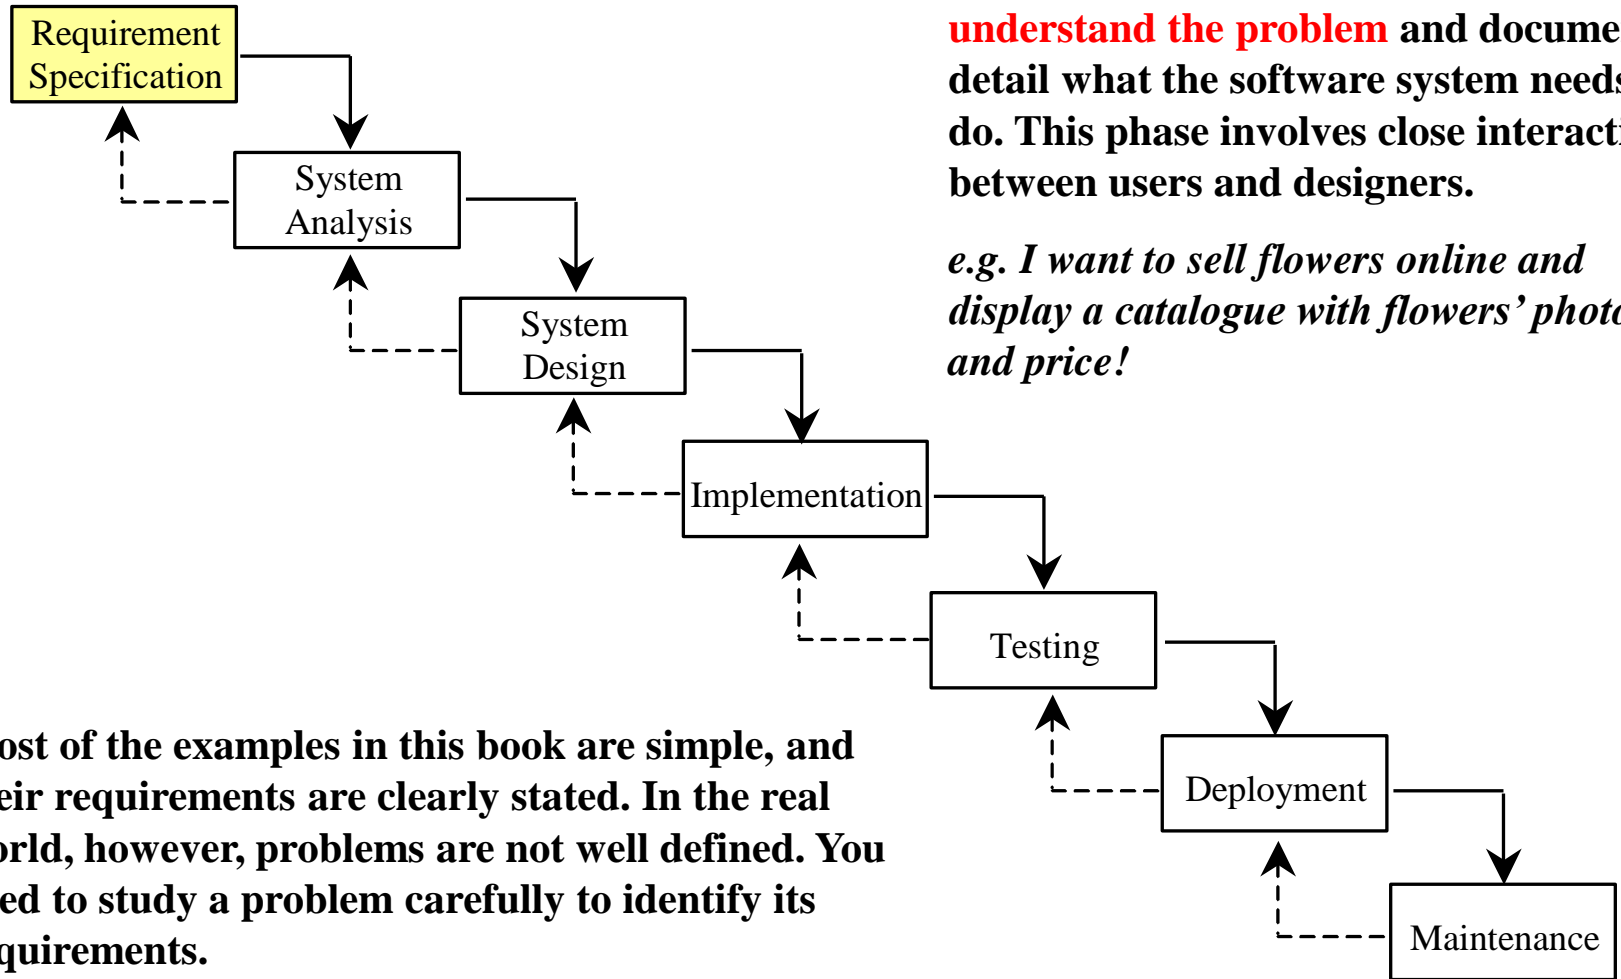 Requirement
Specification
understand the problem and docume
detail what the software system needs
do. This phase involves close interacti
between users and designers.
System
Analysis
e.g. I want to sell flowers online and
display a catalogue with flowers’ photo
and price!
System
Design
Implementation
Testing
ost of the examples in this book are simple, and
eir requirements are clearly stated. In the real
orld, however, problems are not well defined. You
ed to study a problem carefully to identify its
quirements.
Deployment
Maintenance